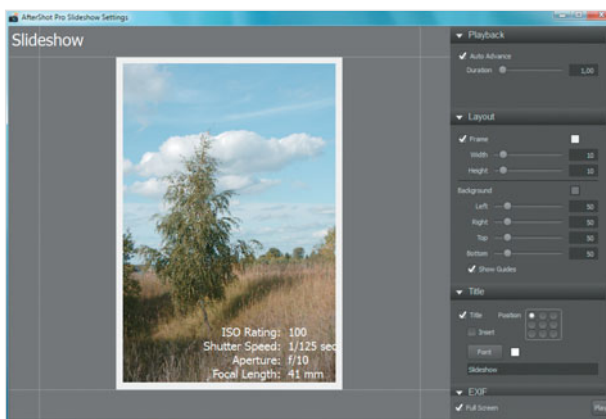 AfterShot Pro Slideshow Settings
Slideshow
ISO Rating: 100
Shutter Speed: 1/125 sec
Aperture: f/10
Focal Length: 41 mm
Playback
Auto Advance
Duration 1,00
Layout
Frame
Width 10
Height 10
Background
Left 50
Right 50
Top 50
Bottom 50
Show Guides
Title
Title Position
Inset
Font
Slideshow
EXIF
Full Screen